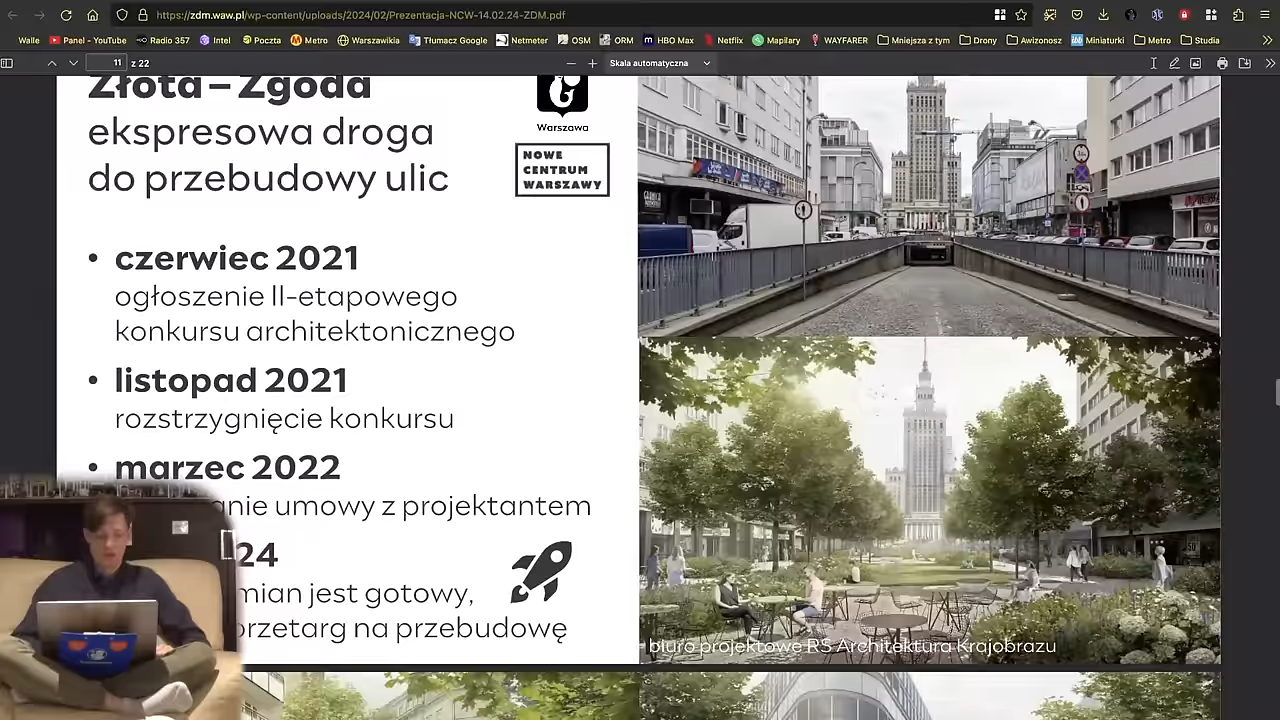 https://zdm.waw.pl/wp-content/uploads/2024/02/Prezentacja-NCW-14.02.24-ZDM.pdf
Walle
Panel - YouTube
Radio 357
Intel
Poczta
Metro
Warszawikia
Tłumacz Google
Netmeter
OSM
ORM
HBO Max
Netflix
Mapilary
WAYFARER
Mniejsza z tym
Drony
Awizonosz
Miniaturki
Metro
Studia
11 z 22
Skala automatyczna
Złota – Zgoda
ekspresowa droga
do przebudowy ulic
Warszawa
NOWE
CENTRUM
WARSZAWY
• czerwiec 2021
ogłoszenie II-etapowego
konkursu architektonicznego
• listopad 2021
rozstrzygnięcie konkursu
• marzec 2022
anie umowy z projektantem
24
mian jest gotowy,
przetarg na przebudowę
biuro projektowe RS Architektura Krajobrazu